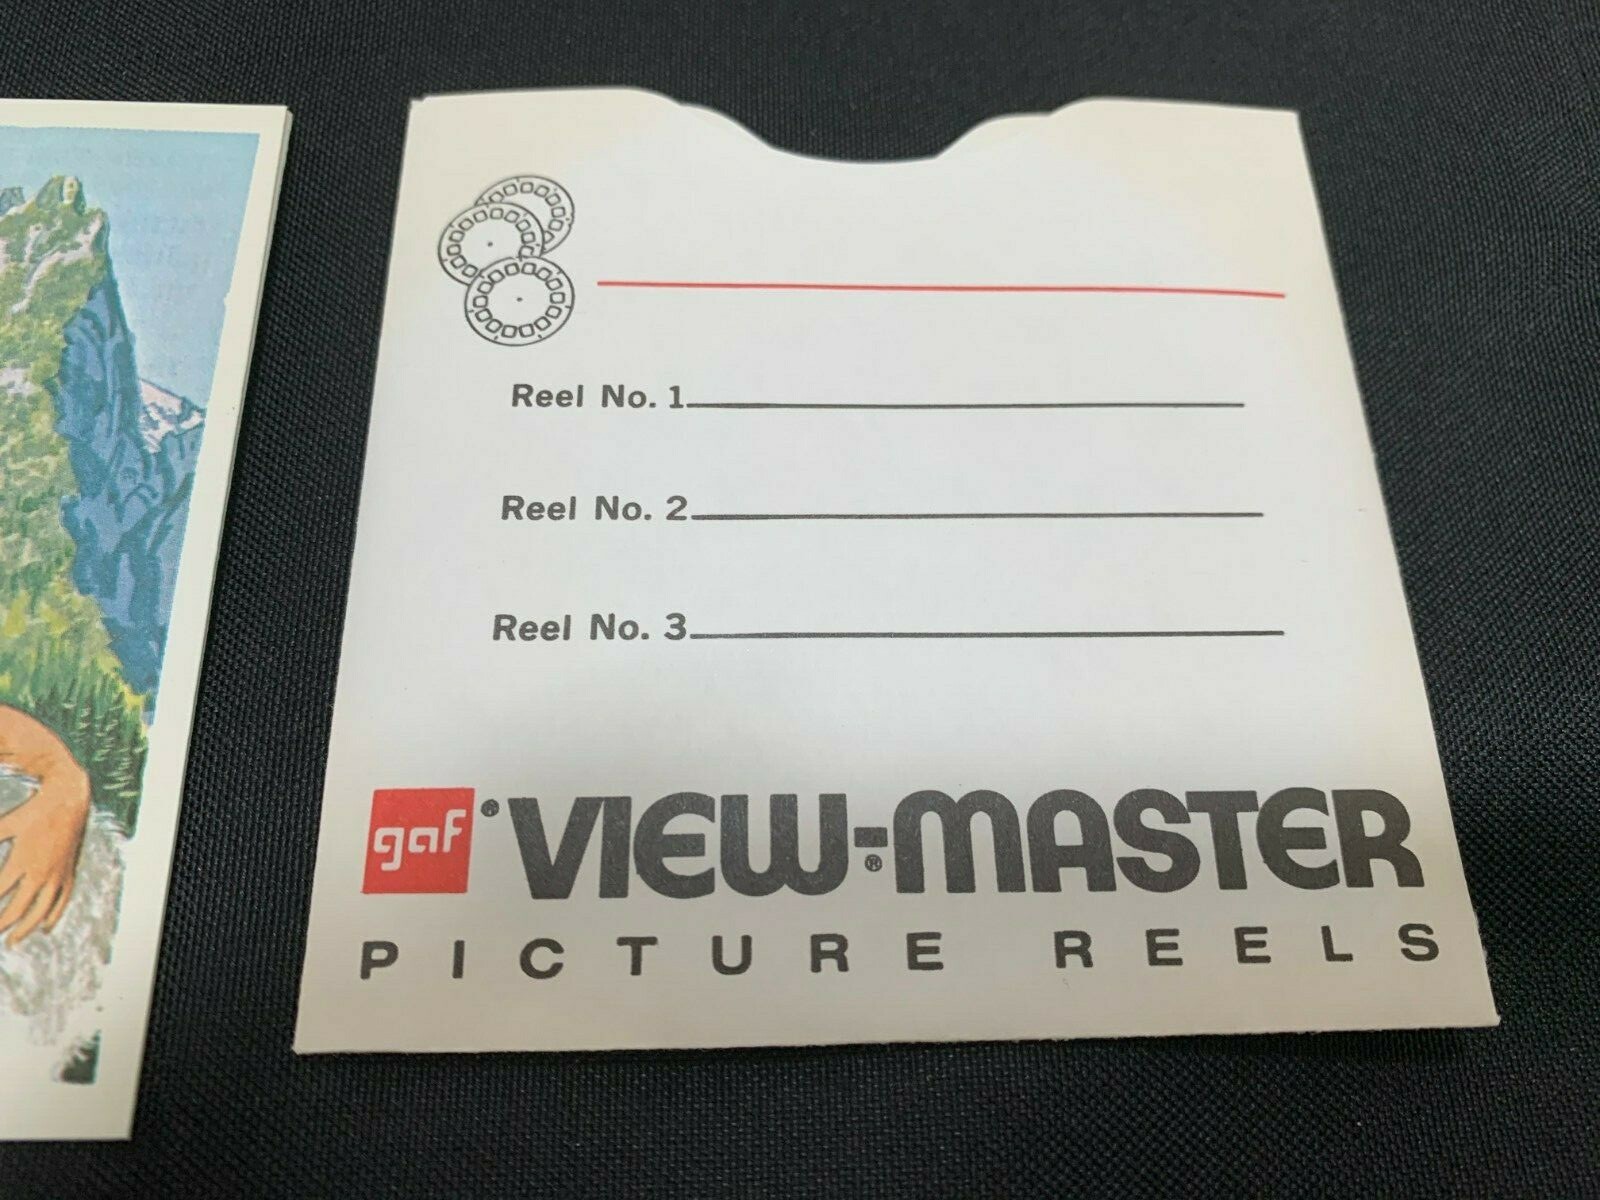 Reel No. 1
Reel No. 2
Reel No. 3
gaf® VIEW-MASTER®
PICTURE REELS